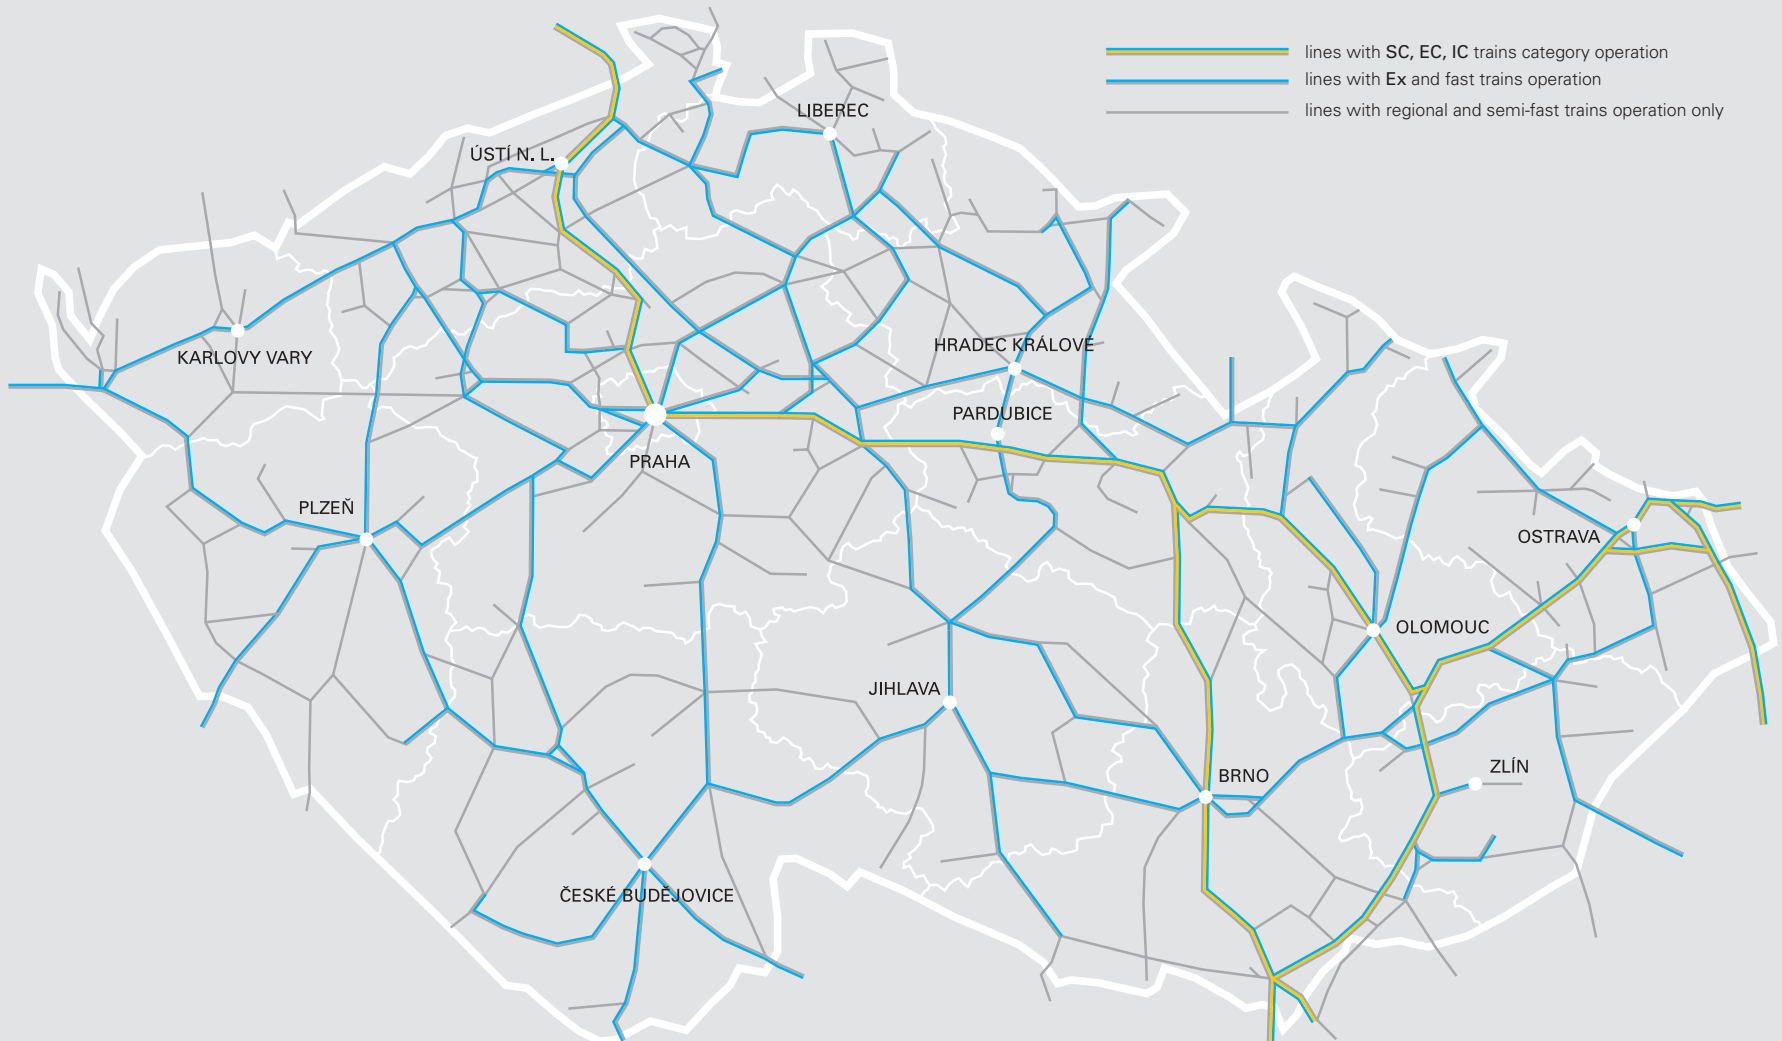 lines with SC, EC, IC trains category operation
lines with Ex and fast trains operation
lines with regional and semi-fast trains operation only
LIBEREC
ÚSTÍ N. L.
KARLOVY VARY
HRADEC KRÁLOVÉ
PARDUBICE
PRAHA
PLZEŇ
OSTRAVA
OLOMOUC
JIHLAVA
ZLÍN
BRNO
ČESKÉ BUDĚJOVICE